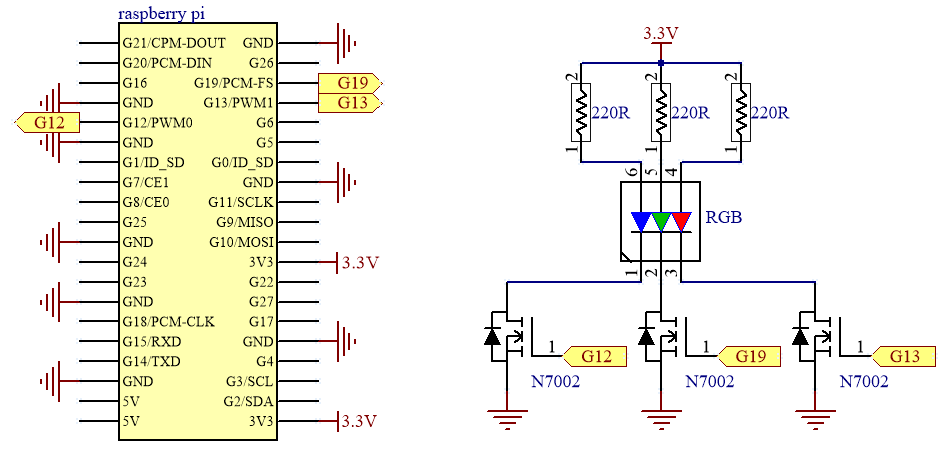 raspberry pi
G21/CPM-DOUT GND
G20/PCM-DIN G26
G16 G19/PCM-FS G19
GND G13/PWM1 G13
G12 G12/PWM0 G6
GND G5
G1/ID_SD G0/ID_SD
G7/CE1 GND
G8/CE0 G11/SCLK
G25 G9/MISO
GND G10/MOSI
G24 3V3 3.3V
G23 G22
GND G27
G18/PCM-CLK G17
G15/RXD GND
G14/TXD G4
GND G3/SCL
5V G2/SDA
5V 3V3 3.3V
3.3V
2 2 2
220R 220R 220R
1 1 1
6 5 4
RGB
1 2 3
1 G12 1 G19 1 G13
N7002 N7002 N7002